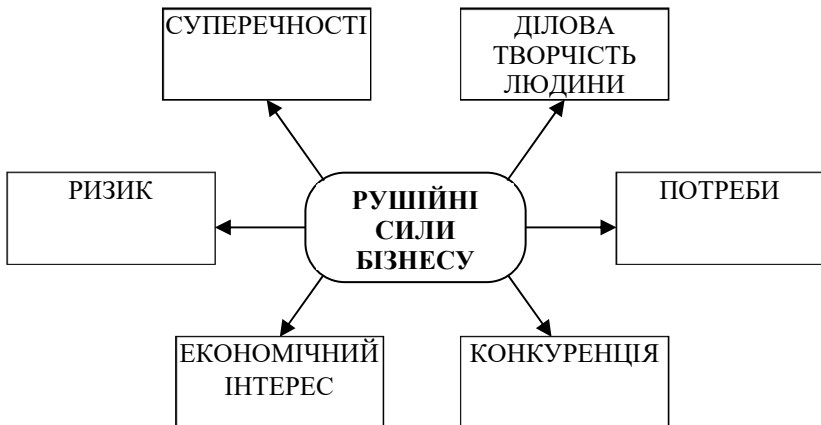 СУПЕРЕЧНОСТІ
ДІЛОВА
ТВОРЧІСТЬ
ЛЮДИНИ
РИЗИК
РУШІЙНІ
СИЛИ
БІЗНЕСУ
ПОТРЕБИ
ЕКОНОМІЧНИЙ
ІНТЕРЕС
КОНКУРЕНЦІЯ